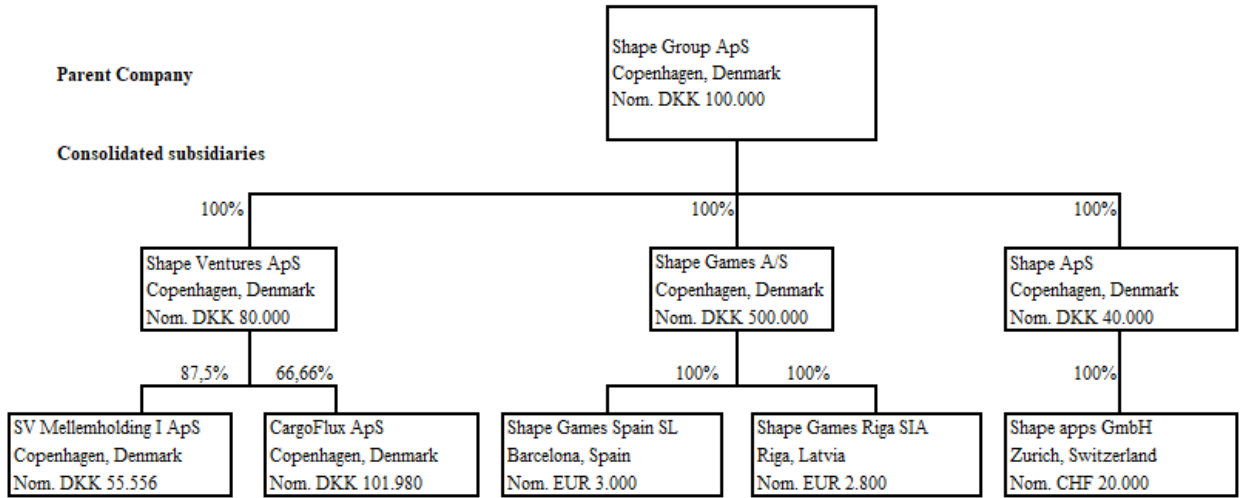 Shape Group ApS
Copenhagen, Denmark
Nom. DKK 100.000
Parent Company
Consolidated subsidiaries
100%
100%
100%
Shape Ventures ApS
Copenhagen, Denmark
Nom. DKK 80.000
Shape Games A/S
Copenhagen, Denmark
Nom. DKK 500.000
Shape ApS
Copenhagen, Denmark
Nom. DKK 40.000
87,5%
66,66%
100%
100%
100%
SV Mellemholding I ApS
Copenhagen, Denmark
Nom. DKK 55.556
CargoFlux ApS
Copenhagen, Denmark
Nom. DKK 101.980
Shape Games Spain SL
Barcelona, Spain
Nom. EUR 3.000
Shape Games Riga SIA
Riga, Latvia
Nom. EUR 2.800
Shape apps GmbH
Zurich, Switzerland
Nom. CHF 20.000